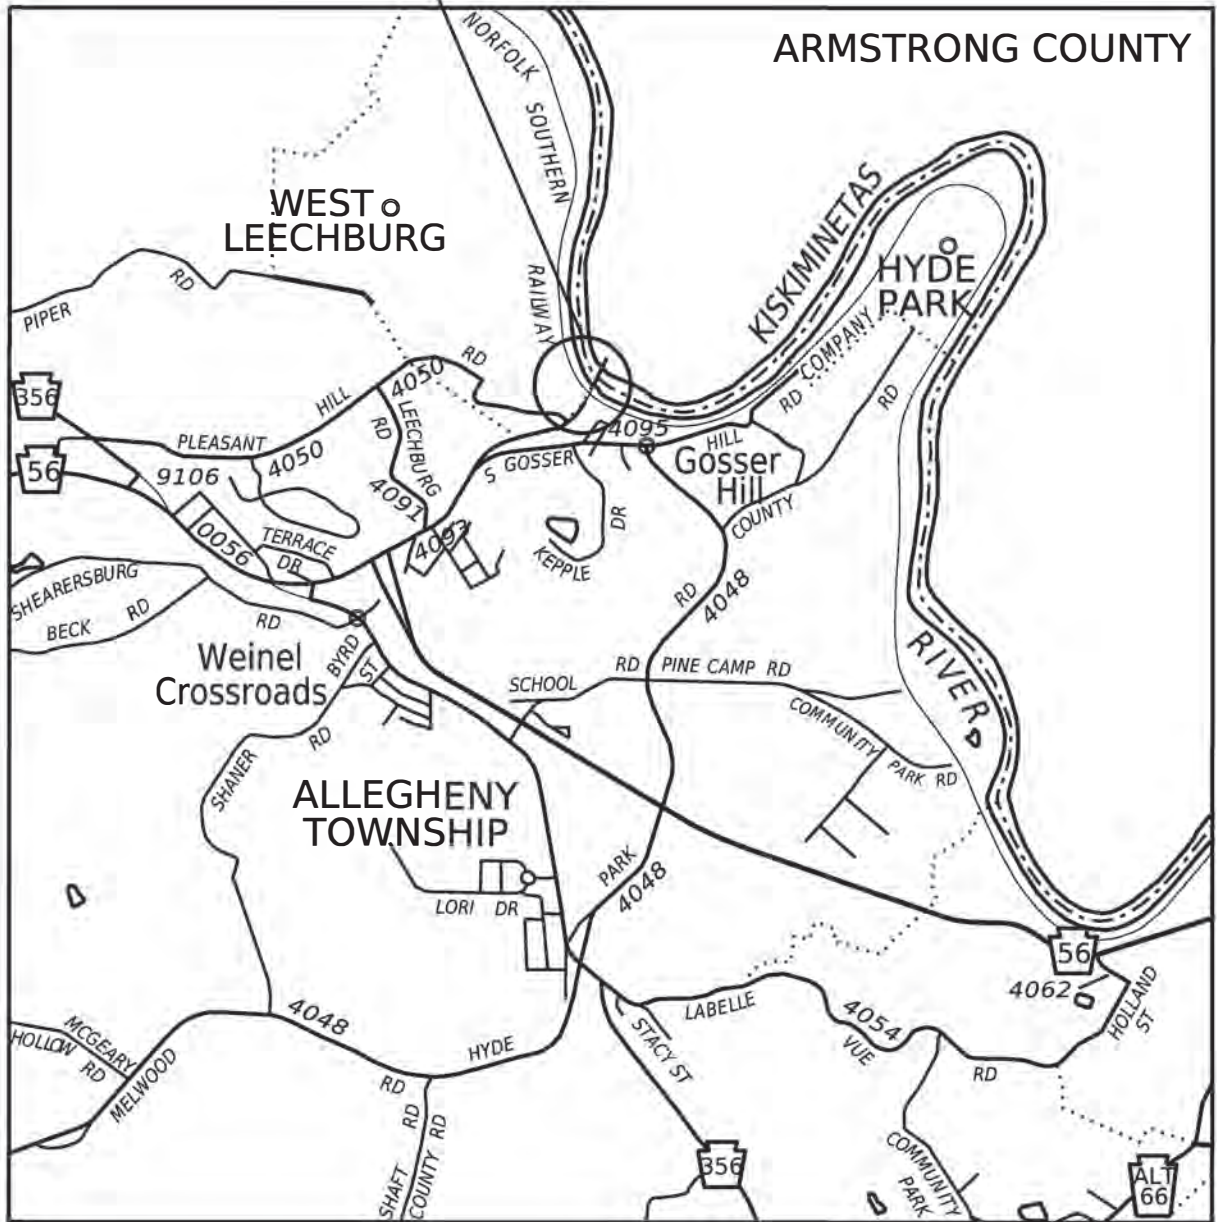 ARMSTRONG COUNTY
NORFOLK SOUTHERN RAILWAY
WEST
LEECHBURG
KISKIMINETAS
HYDE
PARK
PIPER RD
COMPANY RD
RD
356
HILL 4050 RD
PLEASANT
4050
LEECHBURG RD
4091
4095
HILL
S GOSSER
Gosser
Hill
56
9106
0056
TERRACE
DR
4093
KEPPLE DR
COUNTY RD
4048
RD
SHEARERSBURG
RD
BECK RD
Weinel
Crossroads
BYRD
ST
SCHOOL RD
PINE CAMP RD
RIVER
COMMUNITY
PARK RD
SHANER RD
ALLEGHENY
TOWNSHIP
PARK
4048
LORI DR
56
4062
HOLLAND
ST
LABELLE
4054
VUE
RD
STACY ST
4048
HYDE
RD
MCGEARY
HOLLOW
RD
MELWOOD
SHAFT RD
COUNTY RD
356
COMMUNITY
PARK
ALT
66